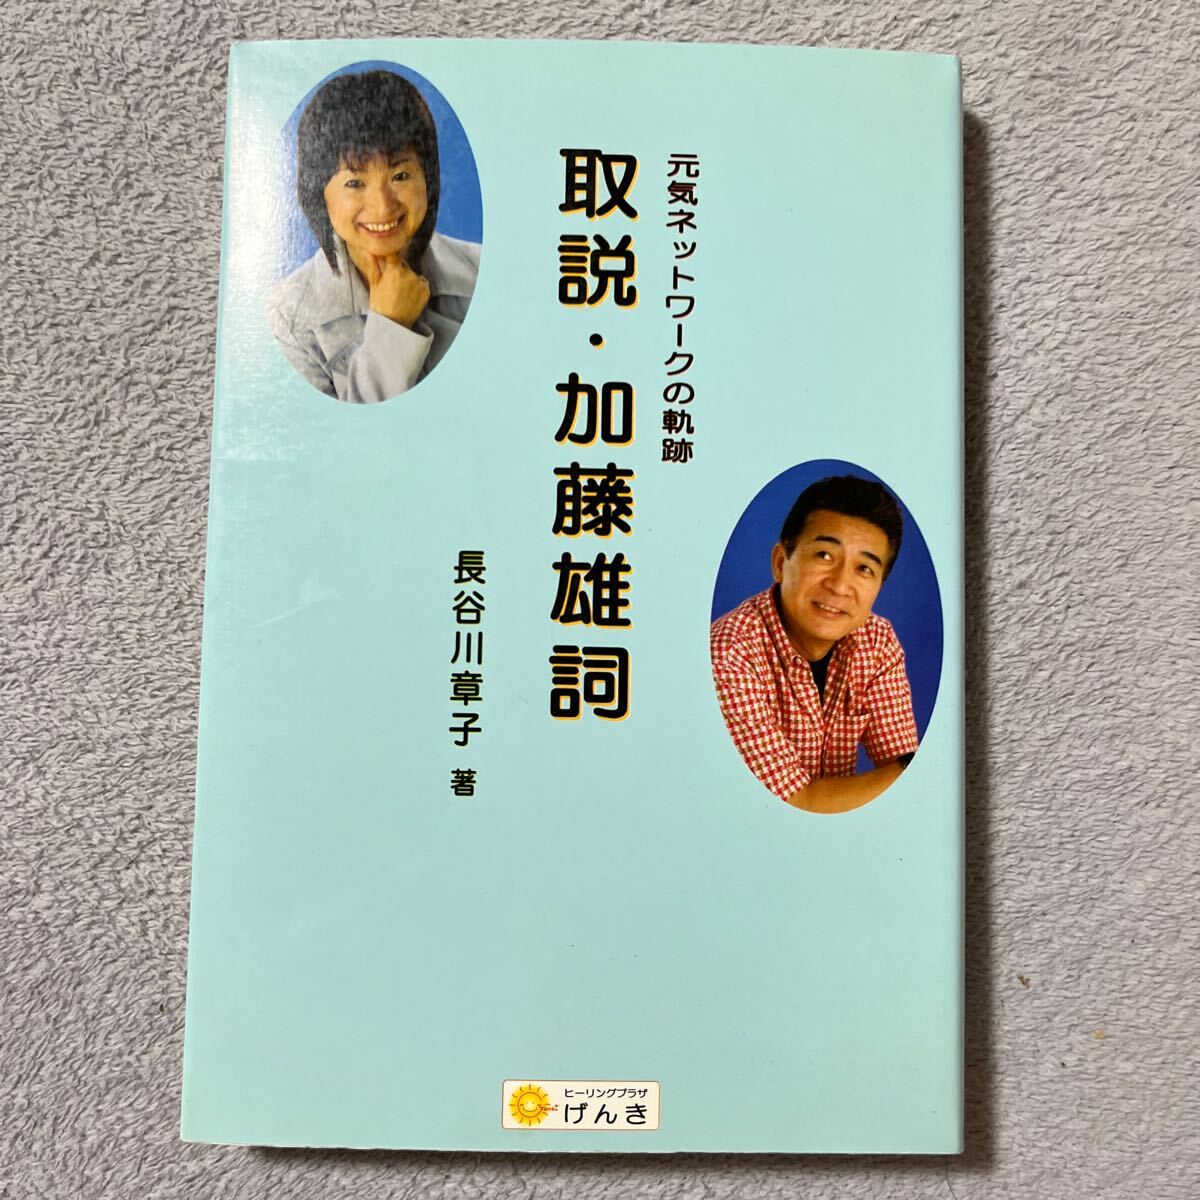 元気ネットワークの軌跡
取説・加藤雄詞
長谷川章子 著
ヒーリングプラザ
げんき
Genki